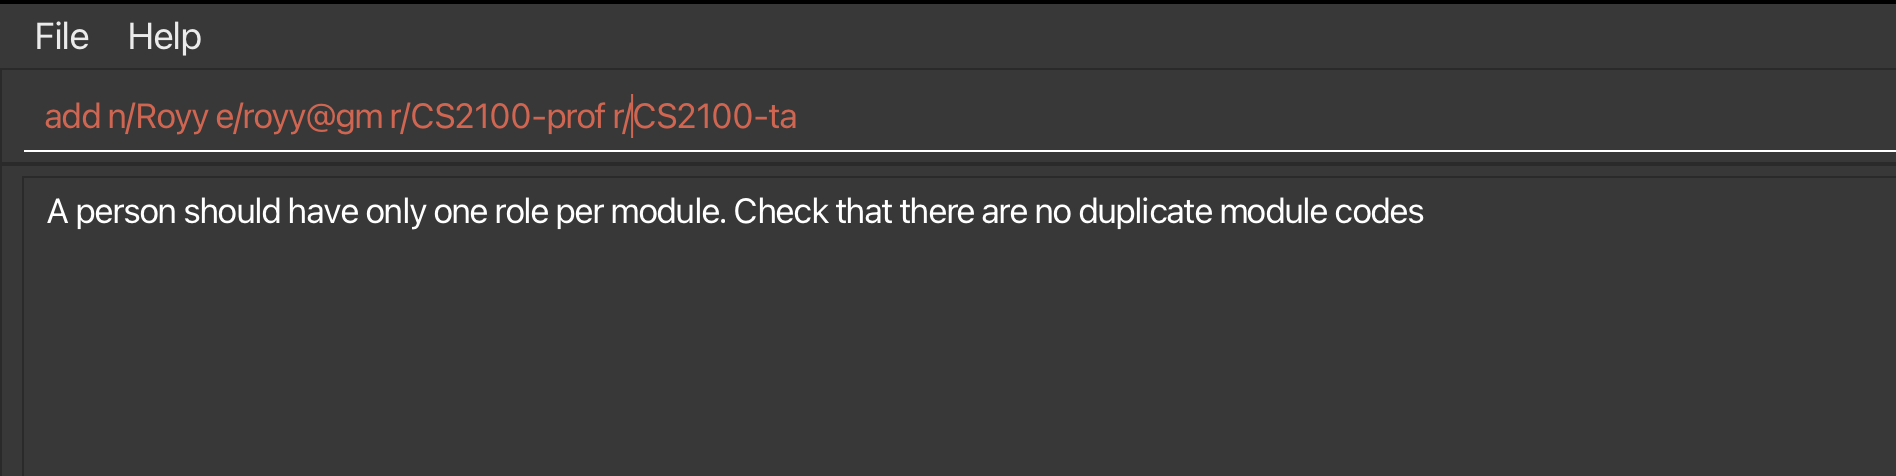 File Help
add n/Royy e/royy@gm r/CS2100-prof r/CS2100-ta
A person should have only one role per module. Check that there are no duplicate module codes